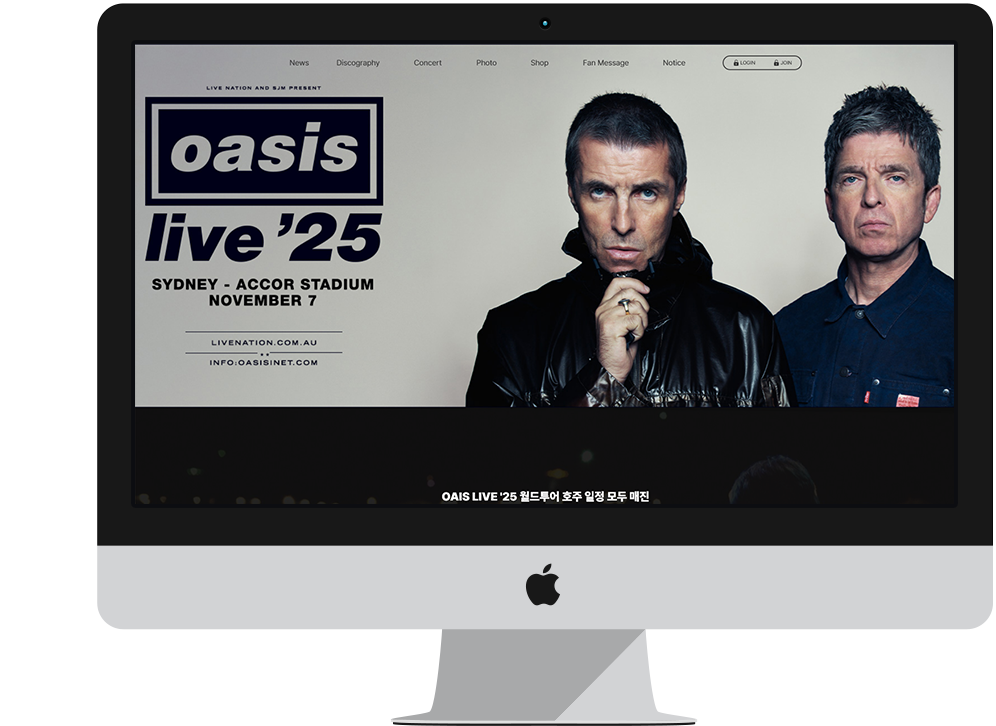 News Discography Concert Photo Shop Fan Message Notice LOGIN JOIN
LIVE NATION AND SJM PRESENT
oasis
live '25
SYDNEY - ACCOR STADIUM
NOVEMBER 7
LIVENATION.COM.AU
INFO:OASISINET.COM
OAIS LIVE '25 월드투어 호주 일정 모두 매진